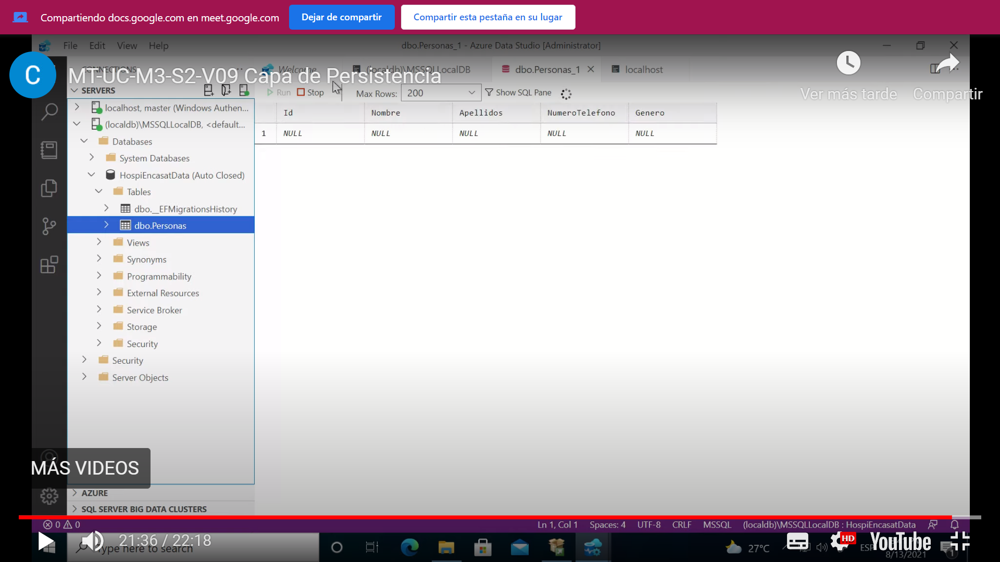 Compartiendo docs.google.com en meet.google.com
Dejar de compartir
Compartir esta pestaña en su lugar
File Edit View Help
dbo.Personas_1 - Azure Data Studio [Administrator]
C
MT-UC-M3-S2-V09 Capa de Persistencia
CONNECTIONS
Welcome
(localdb)\MSSQLLocalDB
dbo.Personas_1
localhost
Ver más tarde
Compartir
SERVERS
Run
Stop
Max Rows:
200
Show SQL Pane
Id Nombre Apellidos NumeroTelefono Genero
1 NULL NULL NULL NULL NULL
localhost, master (Windows Authen...
(localdb)\MSSQLLocalDB, <default...
Databases
System Databases
HospiEncasatData (Auto Closed)
Tables
dbo.__EFMigrationsHistory
dbo.Personas
Views
Synonyms
Programmability
External Resources
Service Broker
Storage
Security
Security
Server Objects
MÁS VIDEOS
AZURE
SQL SERVER BIG DATA CLUSTERS
0 0
Ln 1, Col 1 Spaces: 4 UTF-8 CRLF MSSQL (localdb)\MSSQLLocalDB : HospiEncasatData
21:36 / 22:18
Type here to search
27°C
ESP
HD
YouTube
8/13/2021
1